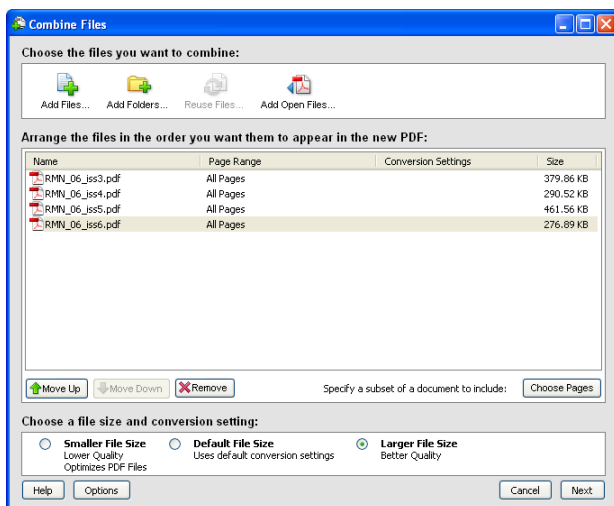 Combine Files
Choose the files you want to combine:
Add Files... Add Folders... Reuse Files... Add Open Files...
Arrange the files in the order you want them to appear in the new PDF:
Name Page Range Conversion Settings Size
RMN_06_iss3.pdf All Pages 379.86 KB
RMN_06_iss4.pdf All Pages 290.52 KB
RMN_06_iss5.pdf All Pages 461.56 KB
RMN_06_iss6.pdf All Pages 276.89 KB
Move Up Move Down Remove Specify a subset of a document to include: Choose Pages
Choose a file size and conversion setting:
Smaller File Size Default File Size Larger File Size
Lower Quality Uses default conversion settings Better Quality
Optimizes PDF Files
Help Options Cancel Next